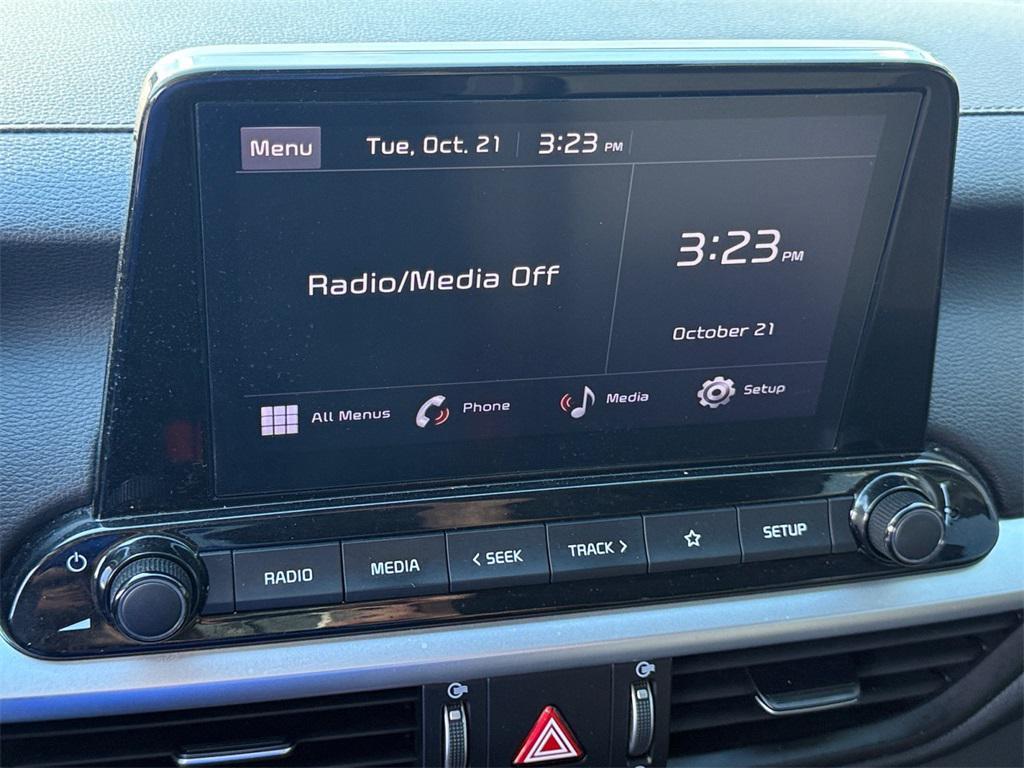 Menu Tue, Oct. 21 3:23 PM
Radio/Media Off
3:23 PM
October 21
All Menus Phone Media Setup
RADIO MEDIA < SEEK TRACK > SETUP